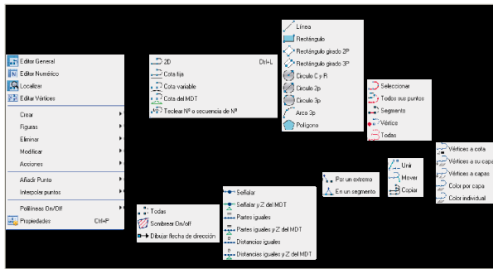 Editor General
Editor Numérico
Localizar
Editar Vértices
Crear
Figuras
Eliminar
Modificar
Acciones
Añadir Punto
Interpolar puntos
Polilíneas On/Off
Propiedades Ctrl+P
2D Ctrl-L
Cota fija
Cota variable
Cota del MDT
Teclear Nº o secuencia de Nº
Línea
Rectángulo
Rectángulo girado 2P
Rectángulo girado 3P
Círculo C y R
Círculo 2p
Círculo 3p
Arco 3p
Polígono
Seleccionar
Todos sus puntos
Segmento
Vértice
Todas
Todas
Sombrear On/off
Dibujar flecha de dirección
Señalar
Señalar y Z del MDT
Partes iguales
Partes iguales y Z del MDT
Distancias iguales
Distancias iguales y Z del MDT
Por un extremo
En un segmento
Unir
Mover
Copiar
Vértices a cota
Vértices a su capa
Vértices a capas
Color por capa
Color individual